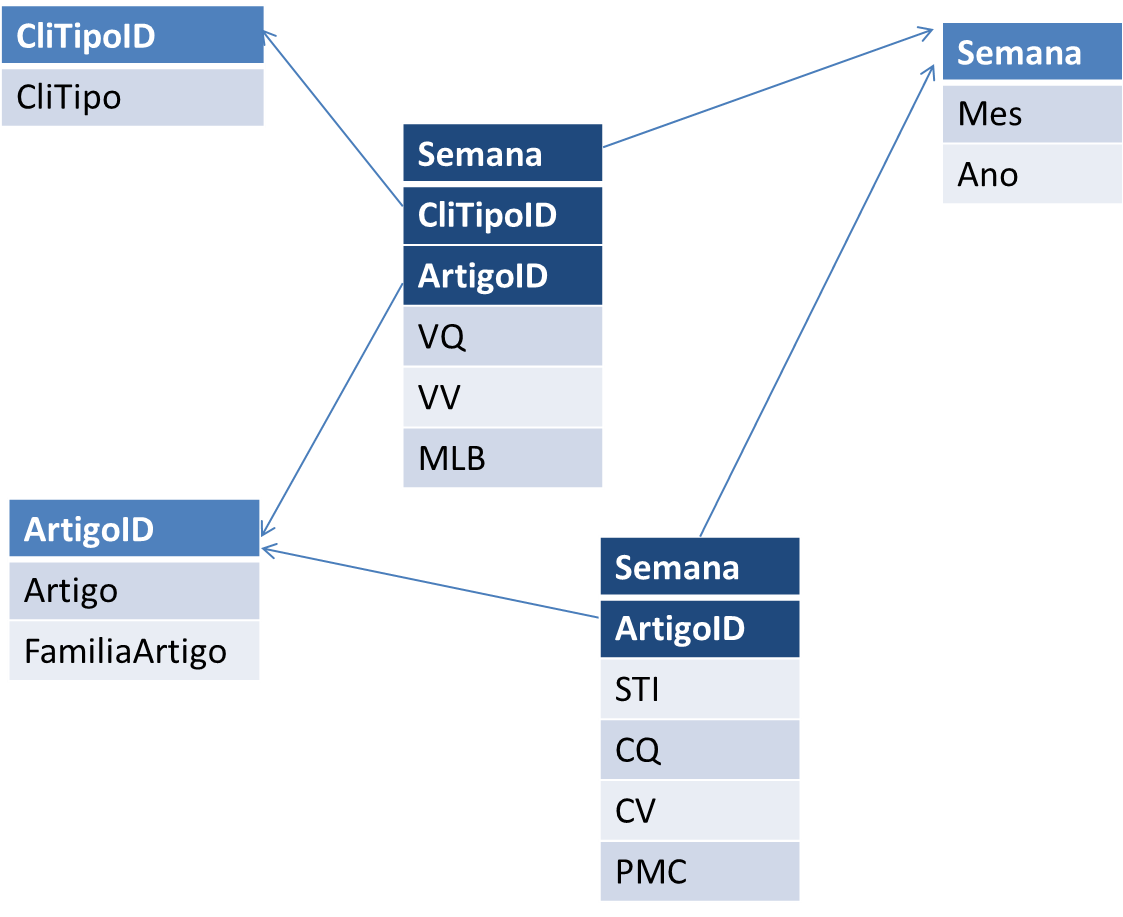 CliTipoID
CliTipo
Semana
Mes
Ano
Semana
CliTipoID
ArtigoID
VQ
VV
MLB
ArtigoID
Artigo
FamiliaArtigo
Semana
ArtigoID
STI
CQ
CV
PMC